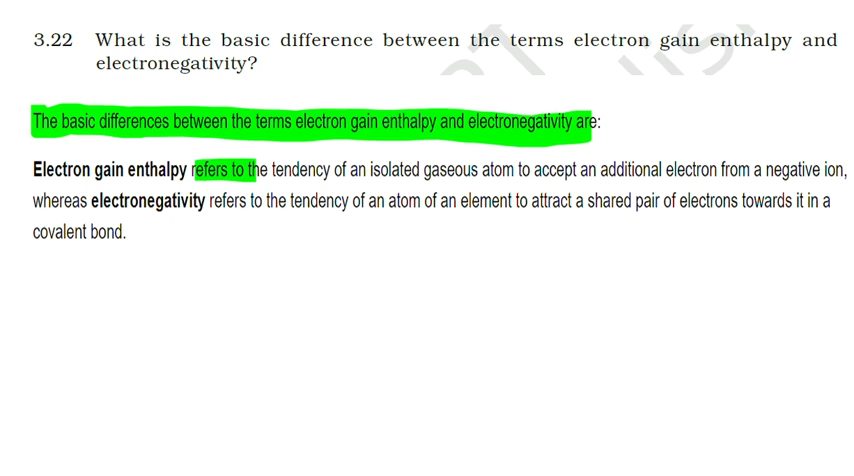 3.22 What is the basic difference between the terms electron gain enthalpy and
electronegativity?
The basic differences between the terms electron gain enthalpy and electronegativity are:
Electron gain enthalpy refers to the tendency of an isolated gaseous atom to accept an additional electron from a negative ion,
whereas electronegativity refers to the tendency of an atom of an element to attract a shared pair of electrons towards it in a
covalent bond.